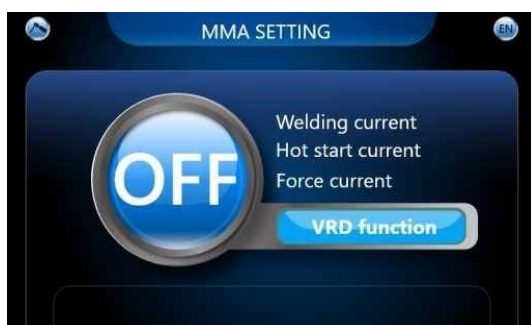 MMA SETTING
EN
OFF
Welding current
Hot start current
Force current
VRD function